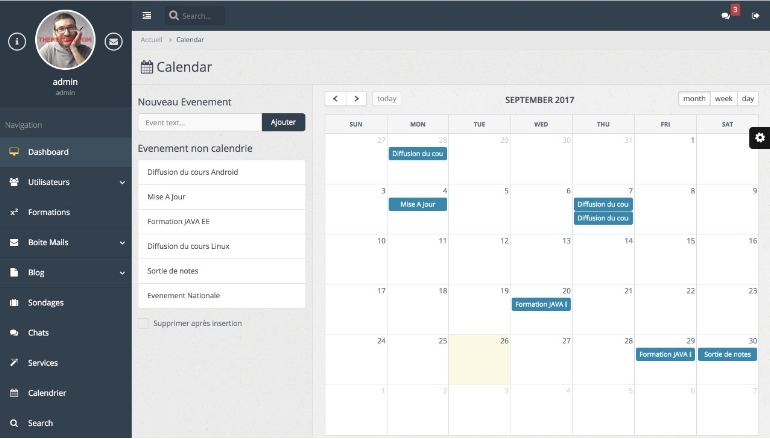 Search...
3
THEM M.COM
admin
admin
Navigation
Dashboard
Utilisateurs
x² Formations
Boite Mails
Blog
Sondages
Chats
Services
Calendrier
Search
Accueil > Calendar
Calendar
Nouveau Evenement
Event text... Ajouter
Evenement non calendrie
Diffusion du cours Android
Mise A Jour
Formation JAVA EE
Diffusion du cours Linux
Sortie de notes
Evenement Nationale
Supprimer après insertion
< > today SEPTEMBER 2017 month week day
SUN MON TUE WED THU FRI SAT
27 28 29 30 31 1 2
Diffusion du cou
3 4 5 6 7 8 9
Mise A Jour Diffusion du cou
Diffusion du cou
10 11 12 13 14 15 16
17 18 19 20 21 22 23
Formation JAVA E
24 25 26 27 28 29 30
Formation JAVA E Sortie de notes
1 2 3 4 5 6 7